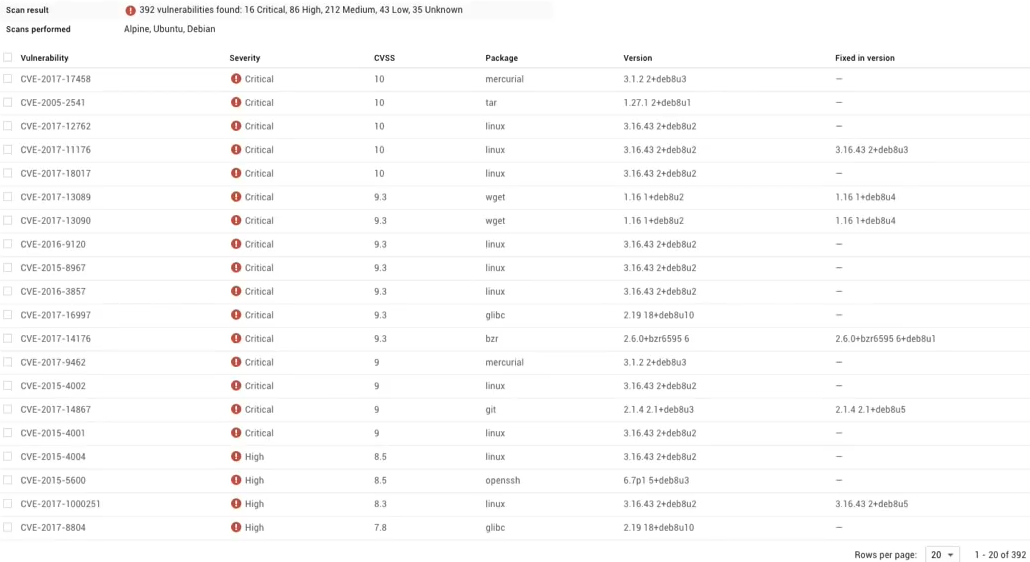 Scan result 392 vulnerabilities found: 16 Critical, 86 High, 212 Medium, 43 Low, 35 Unknown
Scans performed Alpine, Ubuntu, Debian
Vulnerability Severity CVSS Package Version Fixed in version
CVE-2017-17458 Critical 10 mercurial 3.1.2 2+deb8u3 –
CVE-2005-2541 Critical 10 tar 1.27.1 2+deb8u1 –
CVE-2017-12762 Critical 10 linux 3.16.43 2+deb8u2 –
CVE-2017-11176 Critical 10 linux 3.16.43 2+deb8u2 3.16.43 2+deb8u3
CVE-2017-18017 Critical 10 linux 3.16.43 2+deb8u2 –
CVE-2017-13089 Critical 9.3 wget 1.16 1+deb8u2 1.16 1+deb8u4
CVE-2017-13090 Critical 9.3 wget 1.16 1+deb8u2 1.16 1+deb8u4
CVE-2016-9120 Critical 9.3 linux 3.16.43 2+deb8u2 –
CVE-2015-8967 Critical 9.3 linux 3.16.43 2+deb8u2 –
CVE-2016-3857 Critical 9.3 linux 3.16.43 2+deb8u2 –
CVE-2017-16997 Critical 9.3 glibc 2.19 18+deb8u10 –
CVE-2017-14176 Critical 9.3 bzr 2.6.0+bzr6595 6 2.6.0+bzr6595 6+deb8u1
CVE-2017-9462 Critical 9 mercurial 3.1.2 2+deb8u3 –
CVE-2015-4002 Critical 9 linux 3.16.43 2+deb8u2 –
CVE-2017-14867 Critical 9 git 2.1.4 2.1+deb8u3 2.1.4 2.1+deb8u5
CVE-2015-4001 Critical 9 linux 3.16.43 2+deb8u2 –
CVE-2015-4004 High 8.5 linux 3.16.43 2+deb8u2 –
CVE-2015-5600 High 8.5 openssh 6.7p1 5+deb8u3 –
CVE-2017-1000251 High 8.3 linux 3.16.43 2+deb8u2 3.16.43 2+deb8u5
CVE-2017-8804 High 7.8 glibc 2.19 18+deb8u10 –
Rows per page: 20 1 - 20 of 392